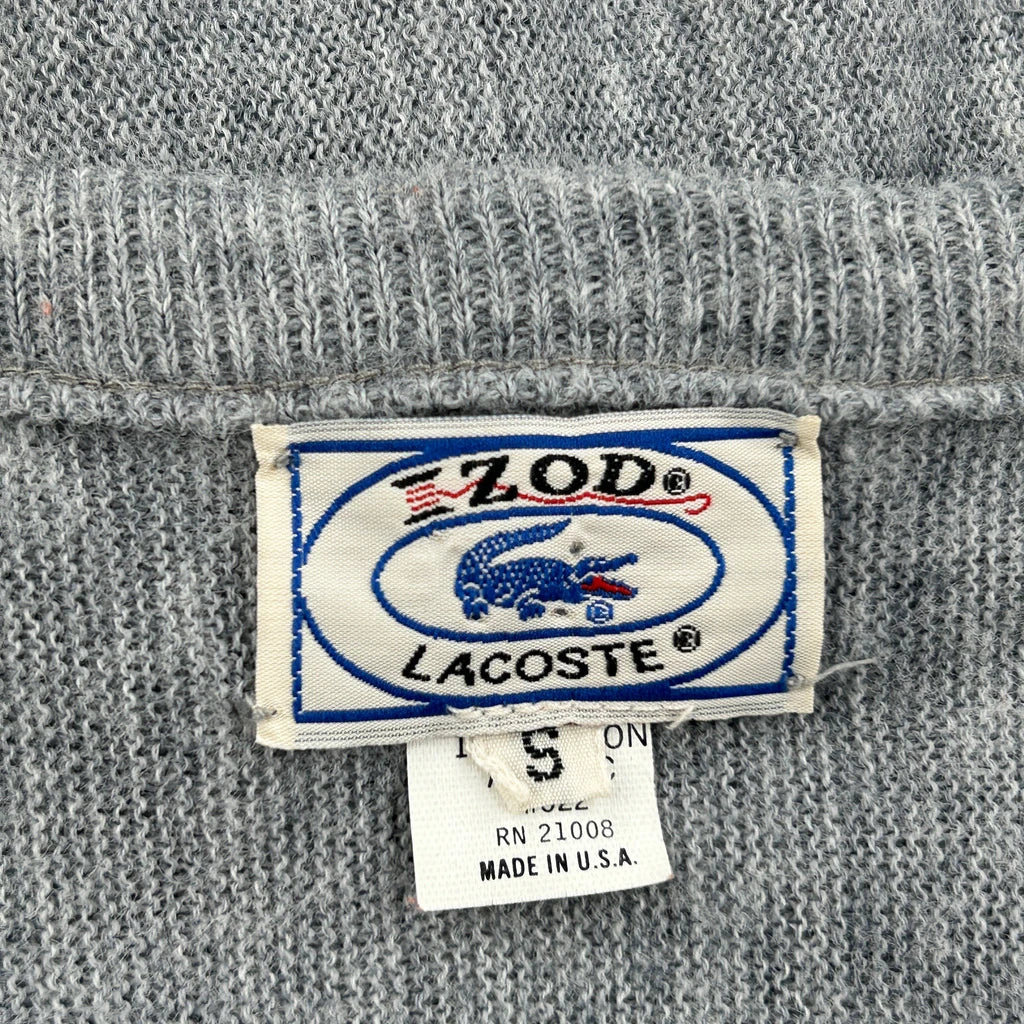 IZOD®
®
LACOSTE®
S
RN 21008
MADE IN U.S.A.